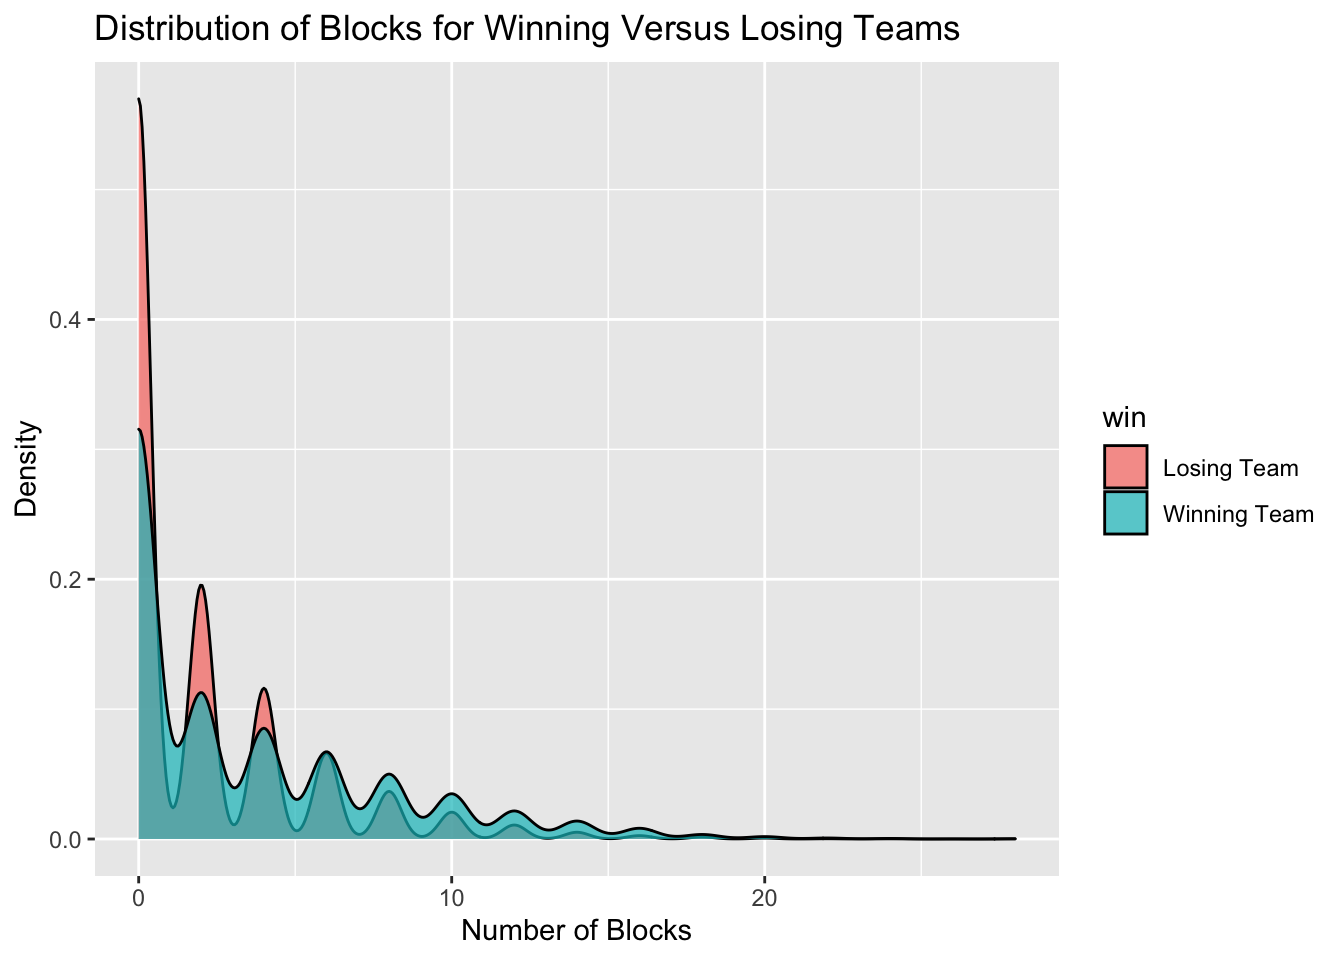 Distribution of Blocks for Winning Versus Losing Teams
Density
0.4
0.2
0.0
0
10
20
Number of Blocks
win
Losing Team
Winning Team